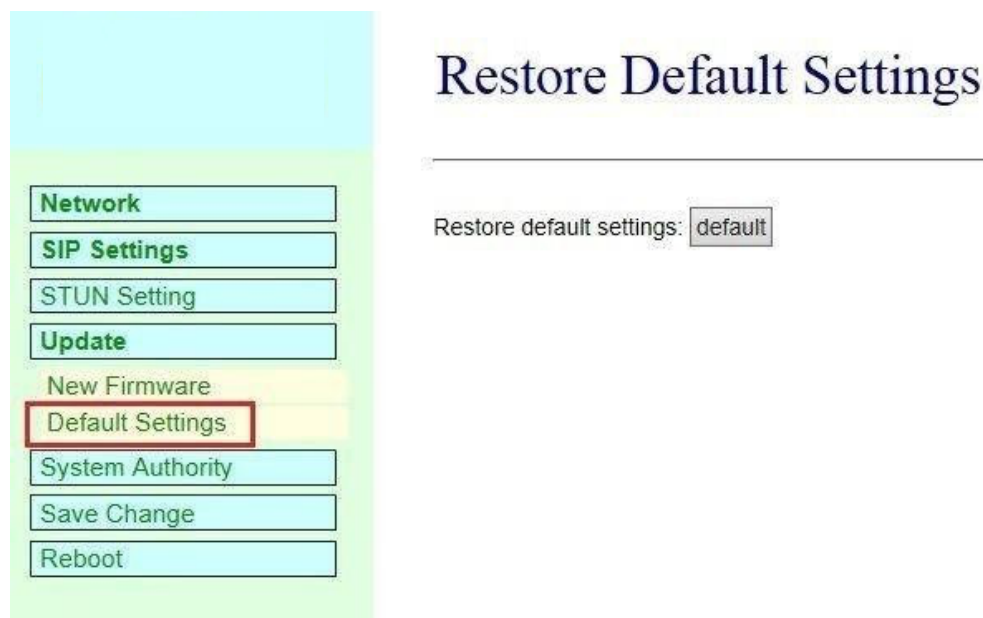 Restore Default Settings
Network
SIP Settings
STUN Setting
Update
New Firmware
Default Settings
System Authority
Save Change
Reboot
Restore default settings: default